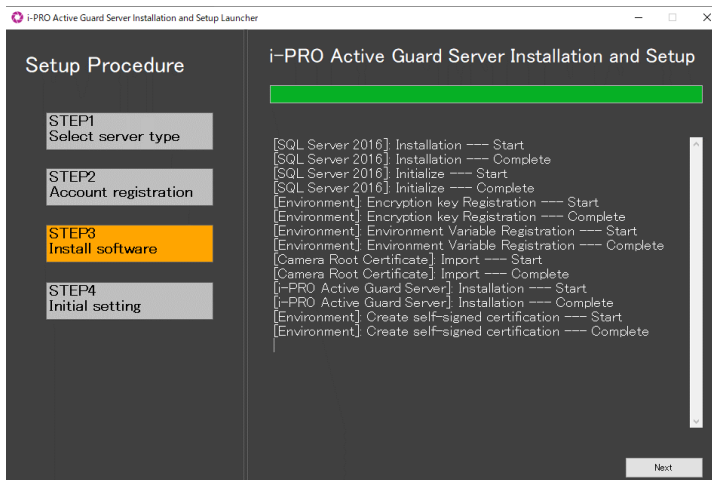 i-PRO Active Guard Server Installation and Setup Launcher
Setup Procedure
STEP1
Select server type
STEP2
Account registration
STEP3
Install software
STEP4
Initial setting
i-PRO Active Guard Server Installation and Setup
[SQL Server 2016]: Installation --- Start
[SQL Server 2016]: Installation --- Complete
[SQL Server 2016]: Initialize --- Start
[SQL Server 2016]: Initialize --- Complete
[Environment]: Encryption key Registration --- Start
[Environment]: Encryption key Registration --- Complete
[Environment]: Environment Variable Registration --- Start
[Environment]: Environment Variable Registration --- Complete
[Camera Root Certificate]: Import --- Start
[Camera Root Certificate]: Import --- Complete
[i-PRO Active Guard Server]: Installation --- Start
[i-PRO Active Guard Server]: Installation --- Complete
[Environment]: Create self-signed certification --- Start
[Environment]: Create self-signed certification --- Complete
Next